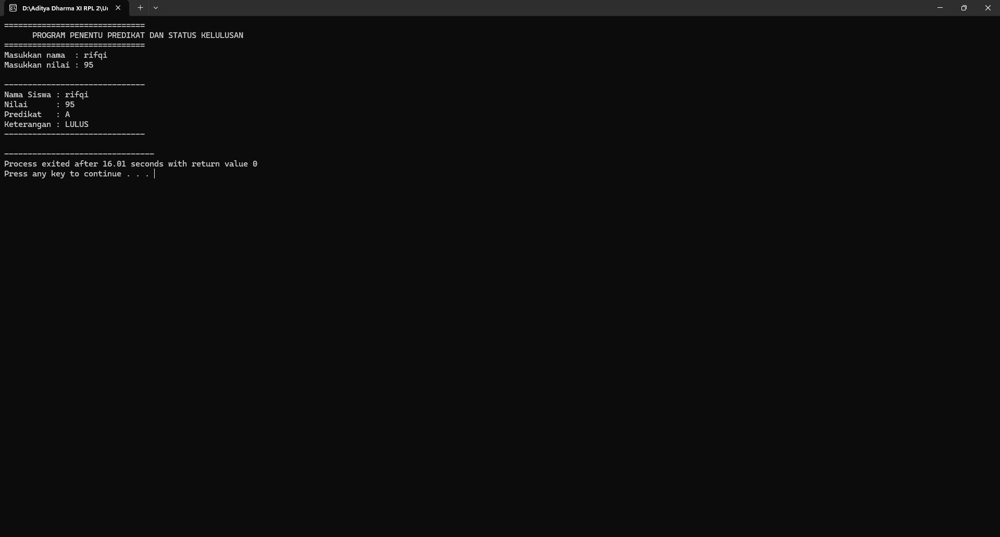 D:\Aditya Dharma XI RPL 2\Ur
==============================
      PROGRAM PENENTU PREDIKAT DAN STATUS KELULUSAN
==============================
Masukkan nama  : rifqi
Masukkan nilai : 95
------------------------------
Nama Siswa : rifqi
Nilai      : 95
Predikat   : A
Keterangan : LULUS
------------------------------
--------------------------------
Process exited after 16.01 seconds with return value 0
Press any key to continue . . .